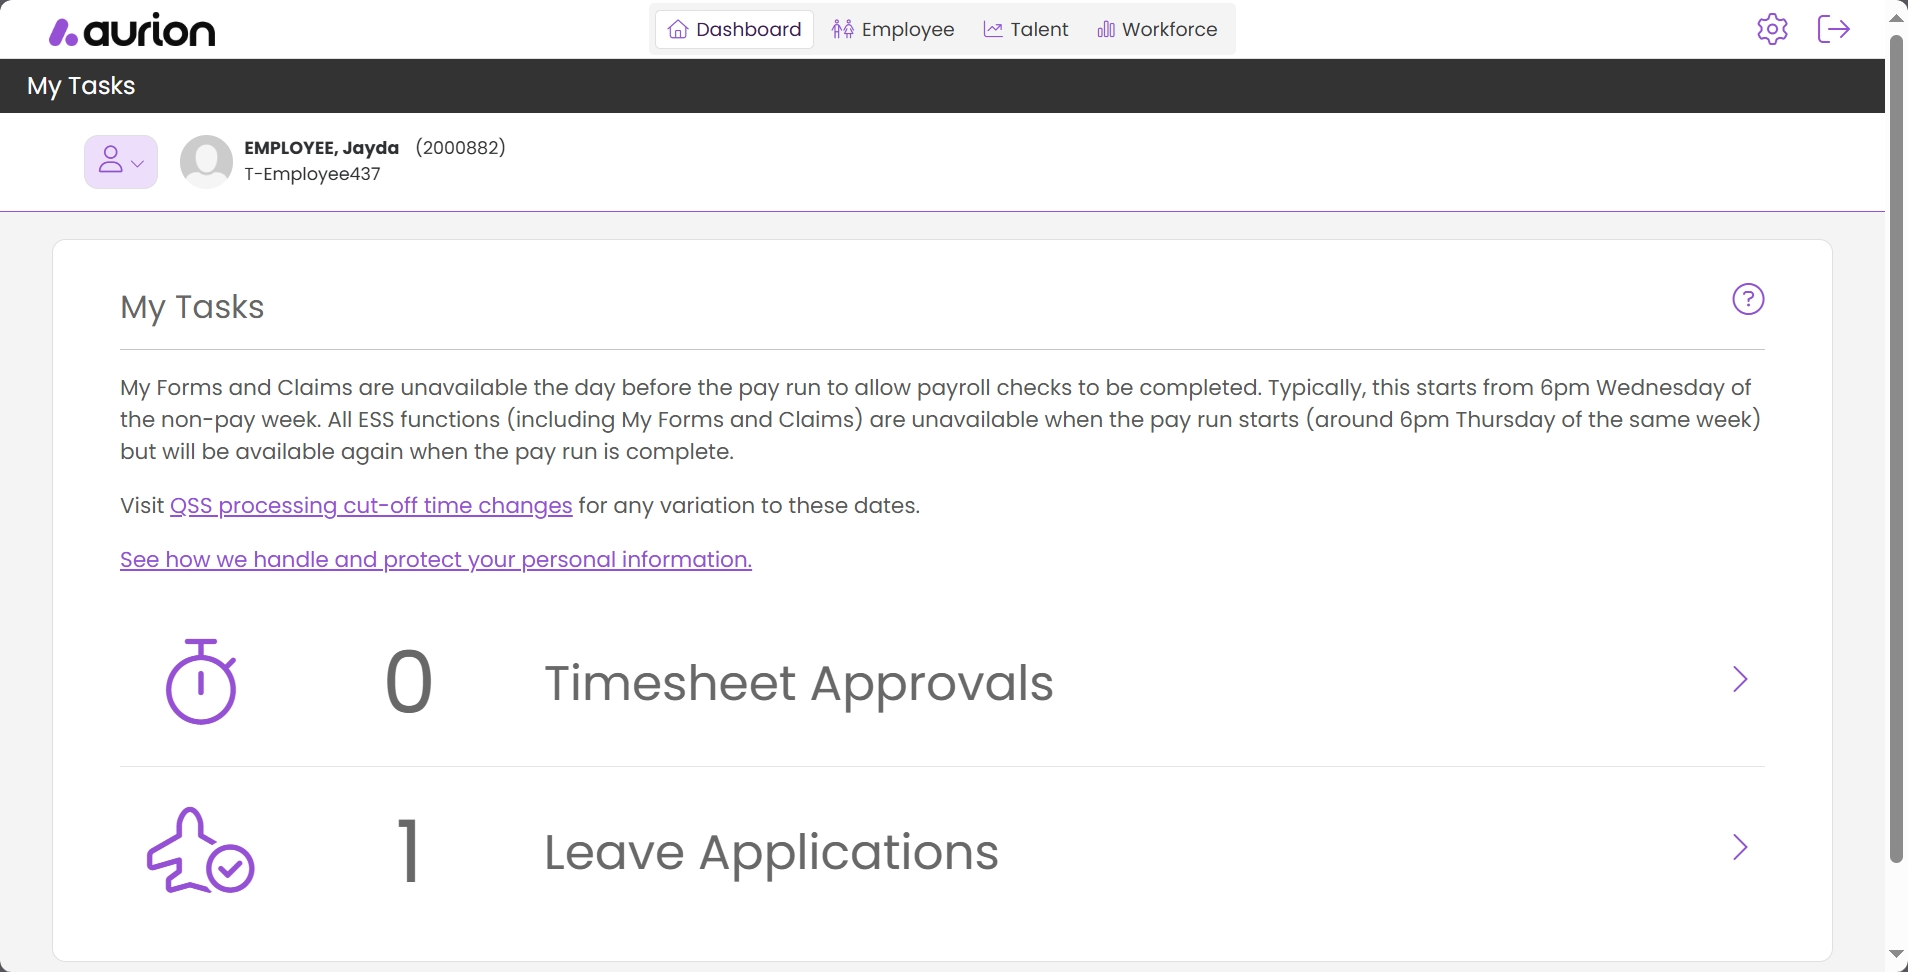 aurion
Dashboard
Employee
Talent
Workforce
My Tasks
EMPLOYEE, Jayda (2000882)
T-Employee437
My Tasks
?
My Forms and Claims are unavailable the day before the pay run to allow payroll checks to be completed. Typically, this starts from 6pm Wednesday of
the non-pay week. All ESS functions (including My Forms and Claims) are unavailable when the pay run starts (around 6pm Thursday of the same week)
but will be available again when the pay run is complete.
Visit QSS processing cut-off time changes for any variation to these dates.
See how we handle and protect your personal information.
0 Timesheet Approvals
1 Leave Applications